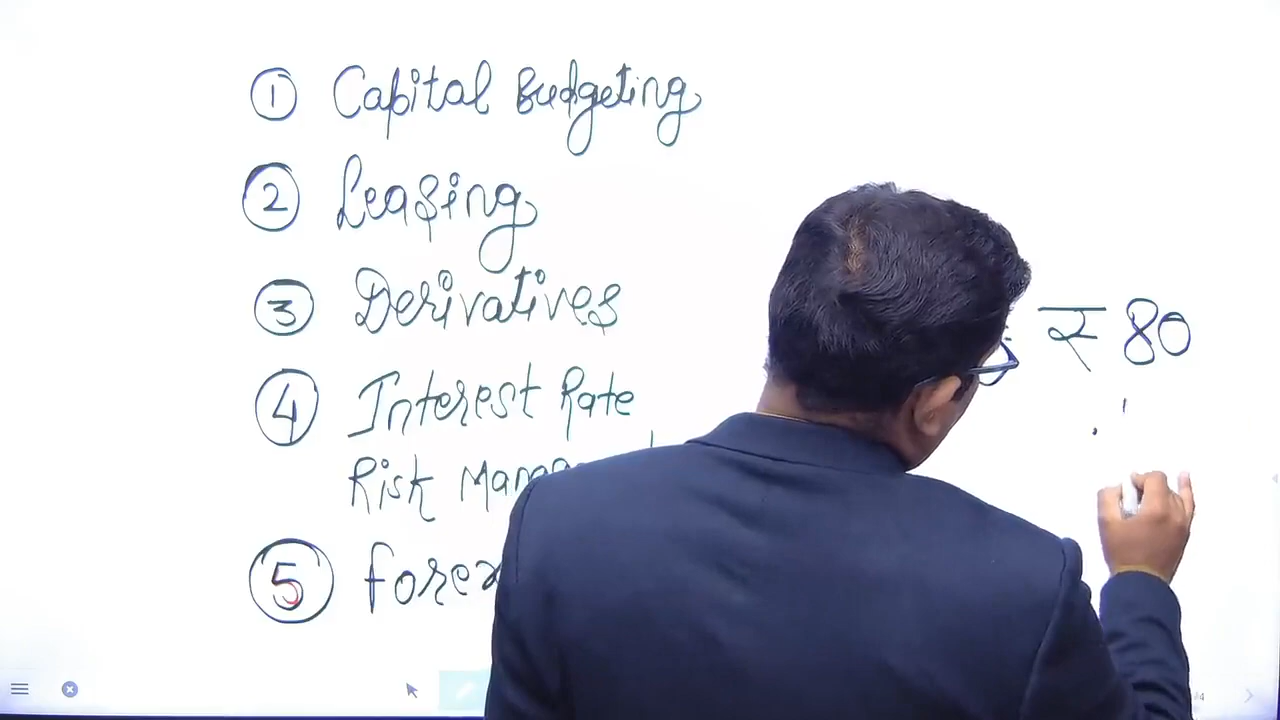 ① Capital Budgeting
② Leasing
③ Derivatives
④ Interest Rate
Risk
⑤ Forex
₹ 80